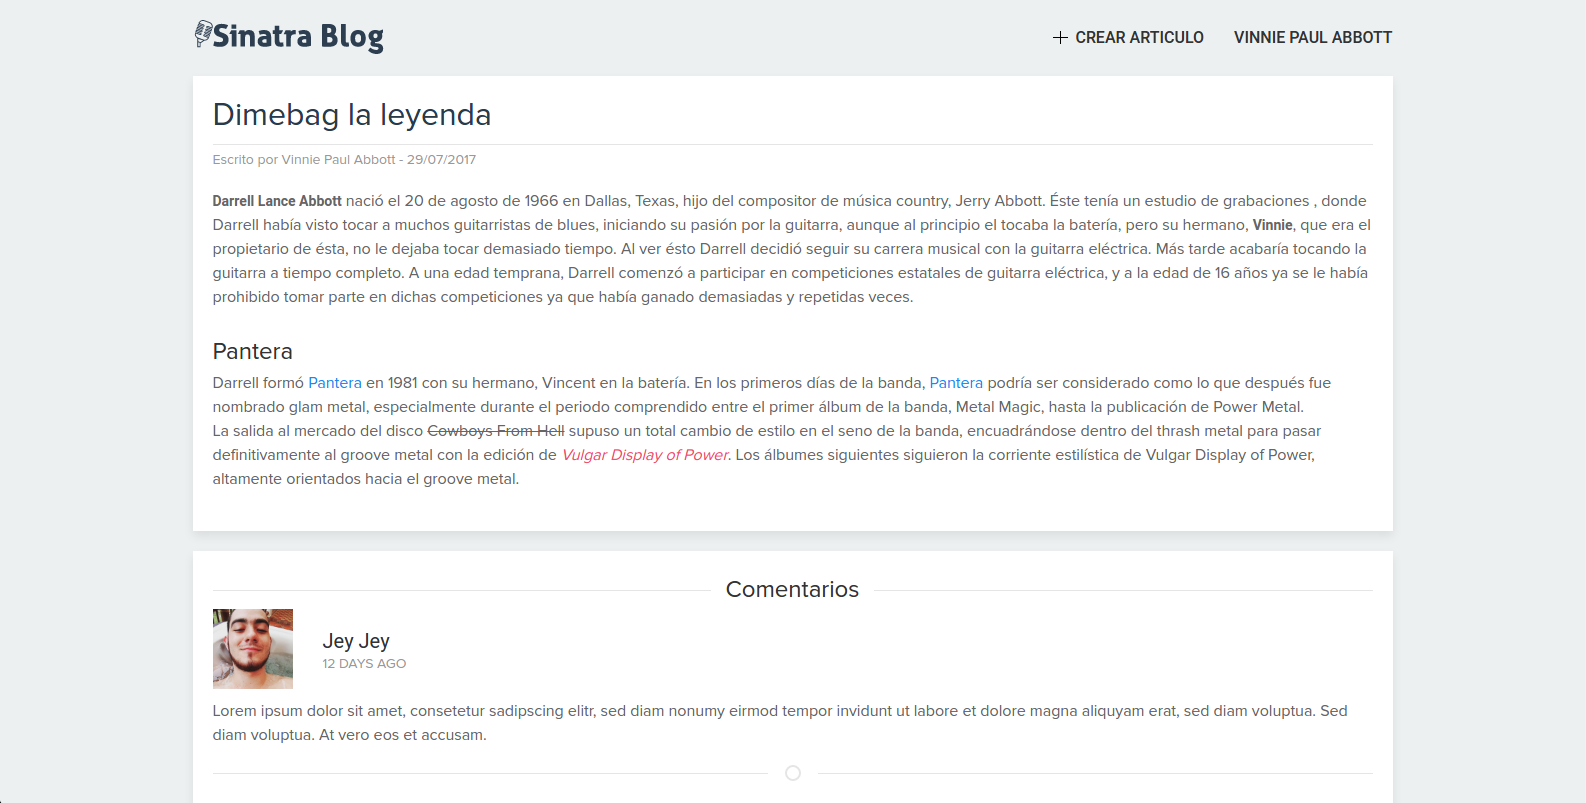 Sinatra Blog
CREAR ARTICULO VINNIE PAUL ABBOTT
Dimebag la leyenda
Escrito por Vinnie Paul Abbott - 29/07/2017
Darrell Lance Abbott nació el 20 de agosto de 1966 en Dallas, Texas, hijo del compositor de música country, Jerry Abbott. Éste tenía un estudio de grabaciones , donde
Darrell había visto tocar a muchos guitarristas de blues, iniciando su pasión por la guitarra, aunque al principio el tocaba la batería, pero su hermano, Vinnie, que era el
propietario de ésta, no le dejaba tocar demasiado tiempo. Al ver ésto Darrell decidió seguir su carrera musical con la guitarra eléctrica. Más tarde acabaría tocando la
guitarra a tiempo completo. A una edad temprana, Darrell comenzó a participar en competiciones estatales de guitarra eléctrica, y a la edad de 16 años ya se le había
prohibido tomar parte en dichas competiciones ya que había ganado demasiadas y repetidas veces.
Pantera
Darrell formó Pantera en 1981 con su hermano, Vincent en la batería. En los primeros días de la banda, Pantera podría ser considerado como lo que después fue
nombrado glam metal, especialmente durante el periodo comprendido entre el primer álbum de la banda, Metal Magic, hasta la publicación de Power Metal.
La salida al mercado del disco Cowboys From Hell supuso un total cambio de estilo en el seno de la banda, encuadrándose dentro del thrash metal para pasar
definitivamente al groove metal con la edición de Vulgar Display of Power. Los álbumes siguientes siguieron la corriente estilística de Vulgar Display of Power,
altamente orientados hacia el groove metal.
Comentarios
Jey Jey
12 DAYS AGO
Lorem ipsum dolor sit amet, consetetur sadipscing elitr, sed diam nonumy eirmod tempor invidunt ut labore et dolore magna aliquyam erat, sed diam voluptua. Sed
diam voluptua. At vero eos et accusam.